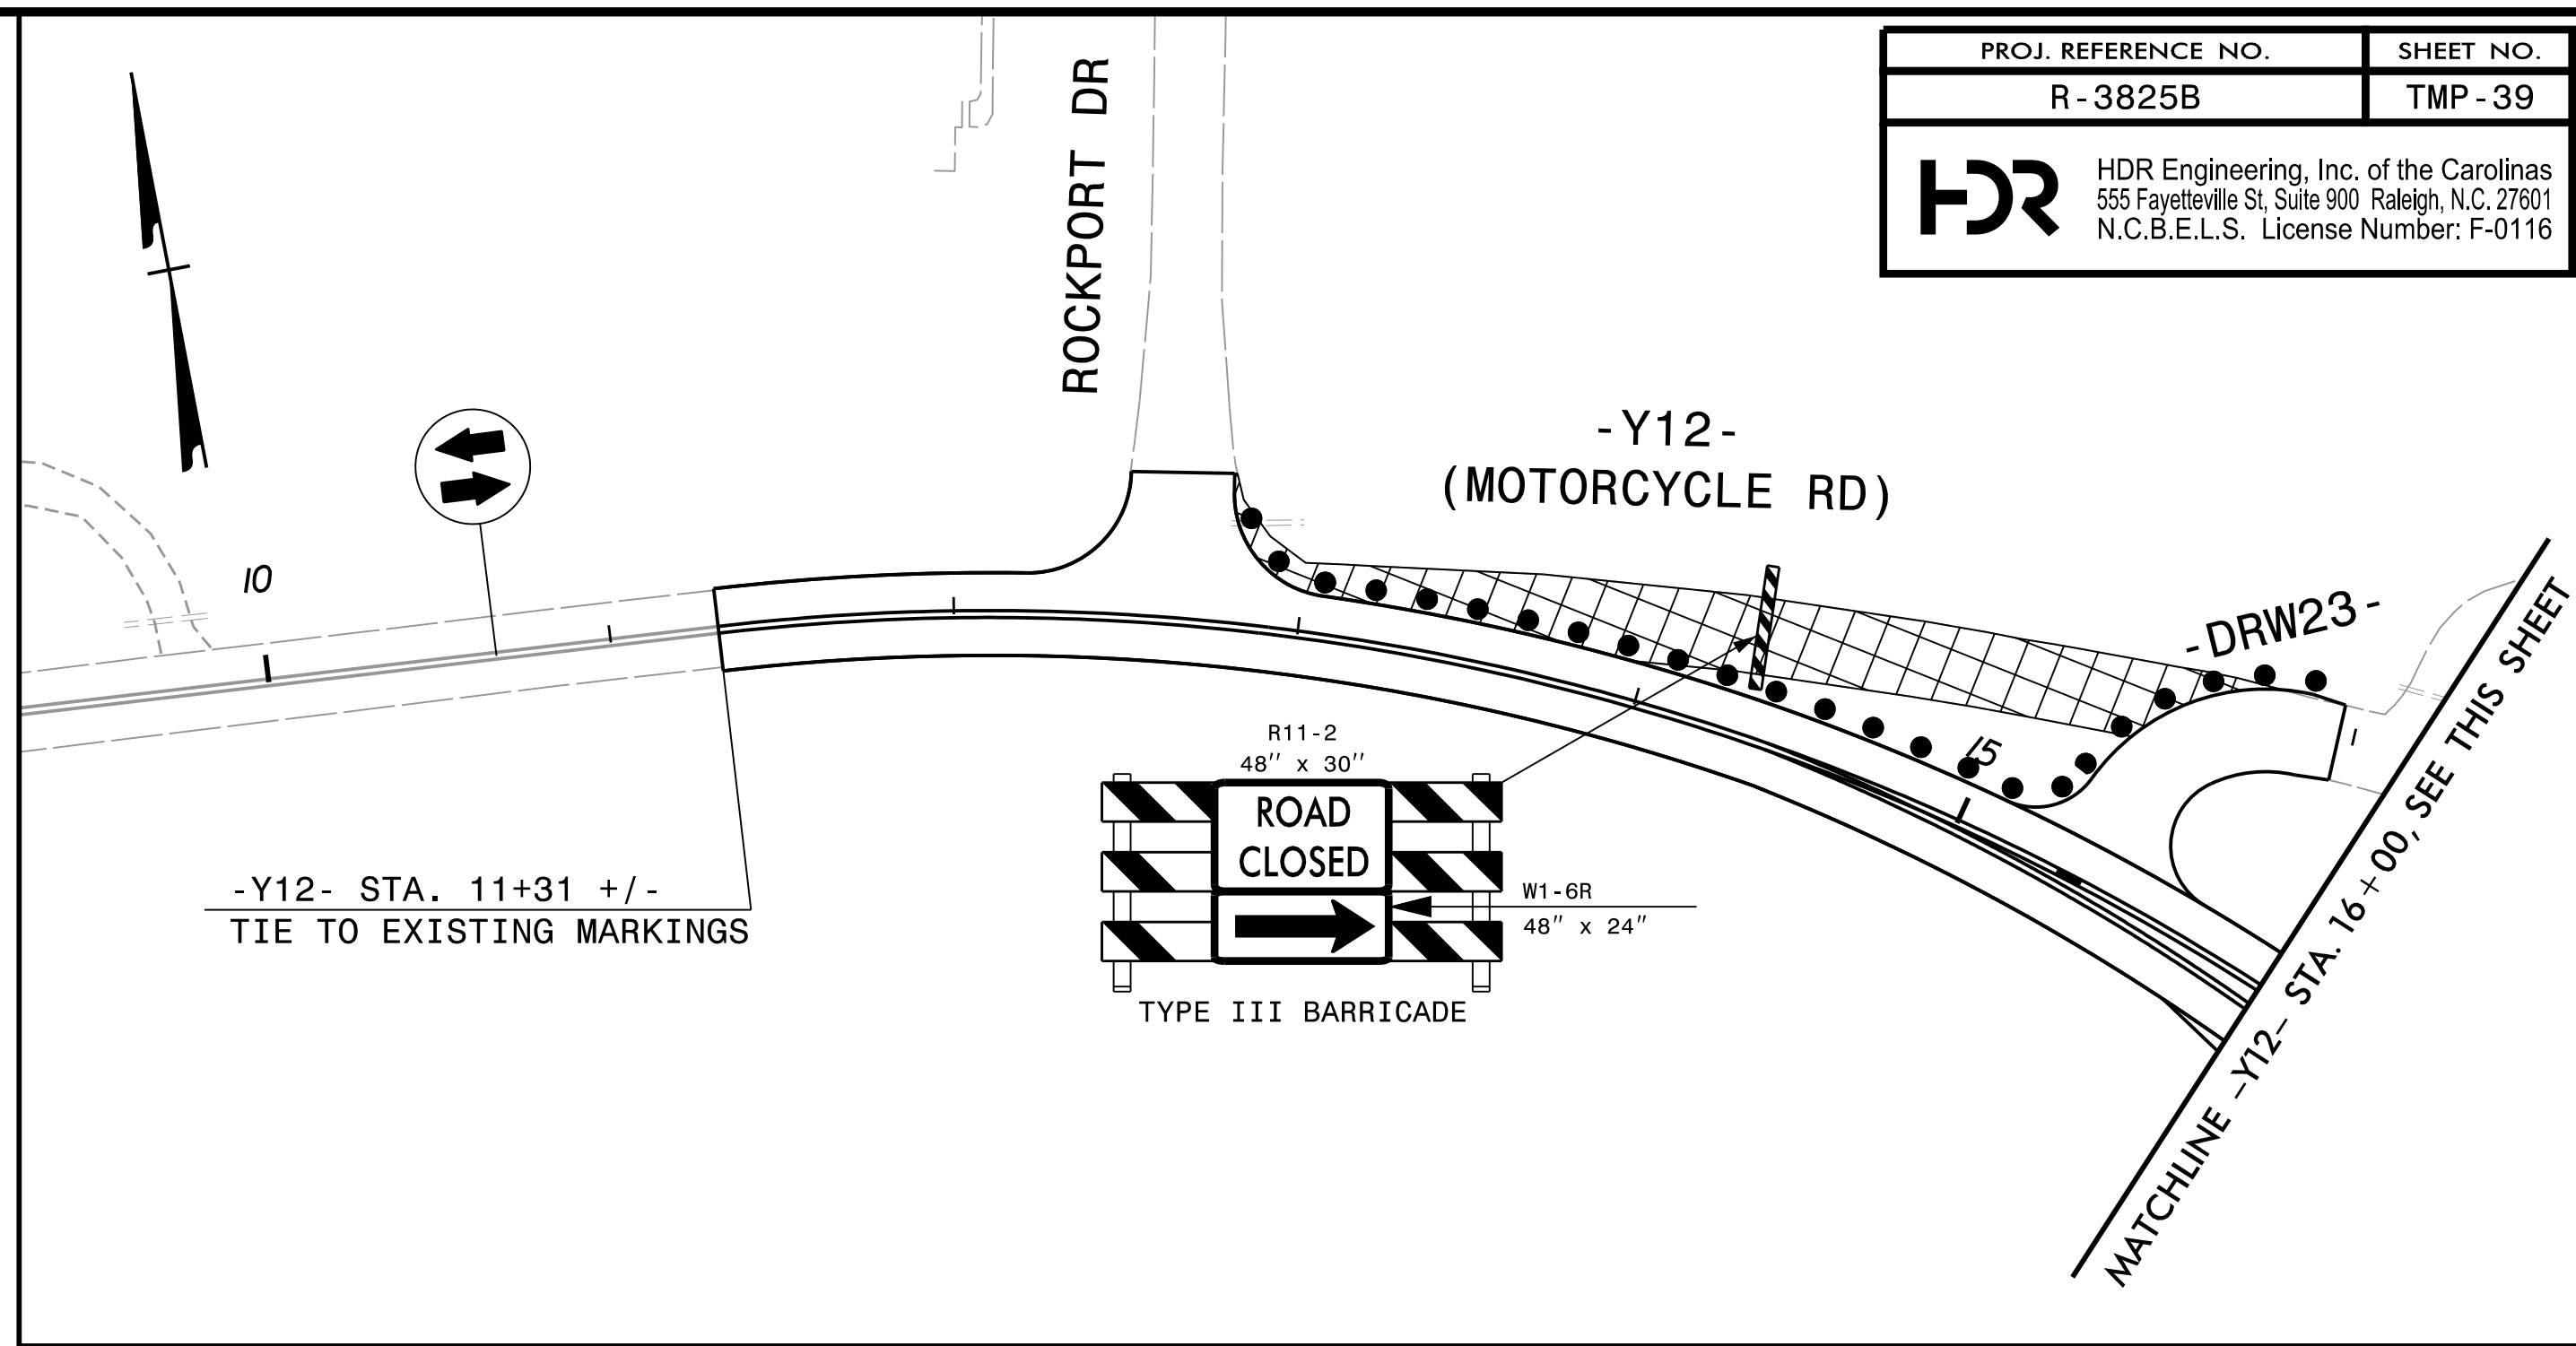 PROJ. REFERENCE NO.
SHEET NO.
R-3825B
TMP-39
HDR
HDR Engineering, Inc. of the Carolinas
555 Fayetteville St, Suite 900 Raleigh, N.C. 27601
N.C.B.E.L.S. License Number: F-0116
ROCKPORT DR
-Y12-
(MOTORCYCLE RD)
10
-DRW23-
15
R11-2
48" x 30"
ROAD
CLOSED
W1-6R
48" x 24"
TYPE III BARRICADE
-Y12- STA. 11+31 +/-
TIE TO EXISTING MARKINGS
MATCHLINE -Y12- STA. 16+00, SEE THIS SHEET